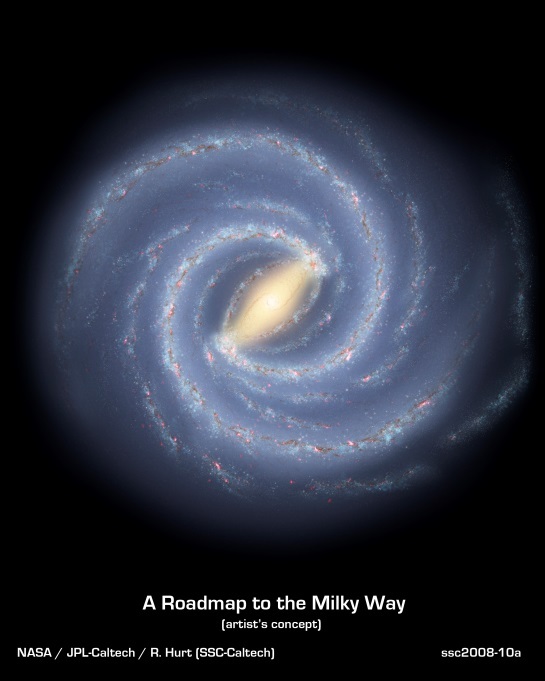 A Roadmap to the Milky Way
(artist's concept)
NASA / JPL-Caltech / R. Hurt (SSC-Caltech)
ssc2008-10a